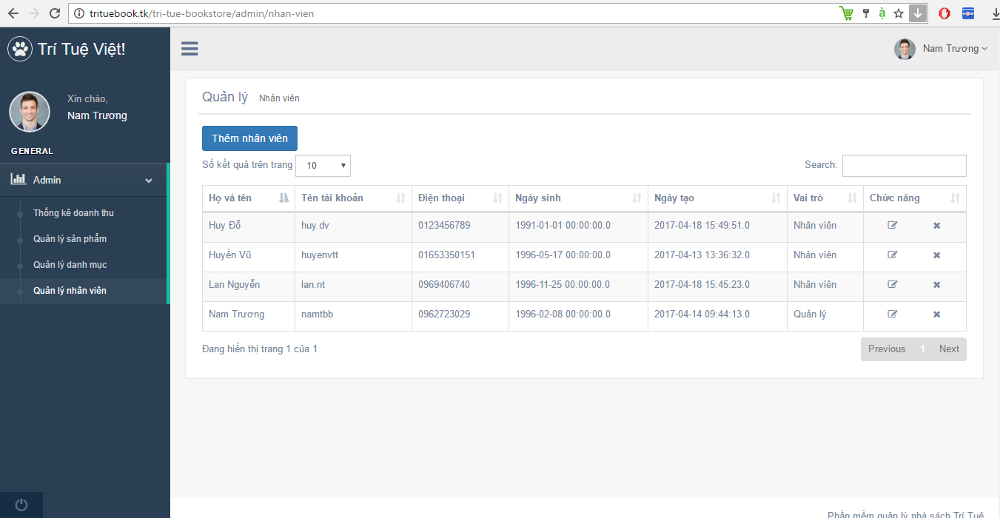 trituebook.tk/tri-tue-bookstore/admin/nhan-vien
Trí Tuệ Việt!
Nam Trương
Xin chào,
Nam Trương
GENERAL
Admin
Thống kê doanh thu
Quản lý sản phẩm
Quản lý danh mục
Quản lý nhân viên
Quản lý Nhân viên
Thêm nhân viên
Số kết quả trên trang 10 Search:
Họ và tên Tên tài khoản Điện thoại Ngày sinh Ngày tạo Vai trò Chức năng
Huy Đỗ huy.dv 0123456789 1991-01-01 00:00:00.0 2017-04-18 15:49:51.0 Nhân viên
Huyền Vũ huyenvtt 01653350151 1996-05-17 00:00:00.0 2017-04-13 13:36:32.0 Nhân viên
Lan Nguyễn lan.nt 0969406740 1996-11-25 00:00:00.0 2017-04-18 15:45:23.0 Nhân viên
Nam Trương namtbb 0962723029 1996-02-08 00:00:00.0 2017-04-14 09:44:13.0 Quản lý
Đang hiển thị trang 1 của 1 Previous 1 Next
Phần mềm quản lý nhà sách Trí Tuệ